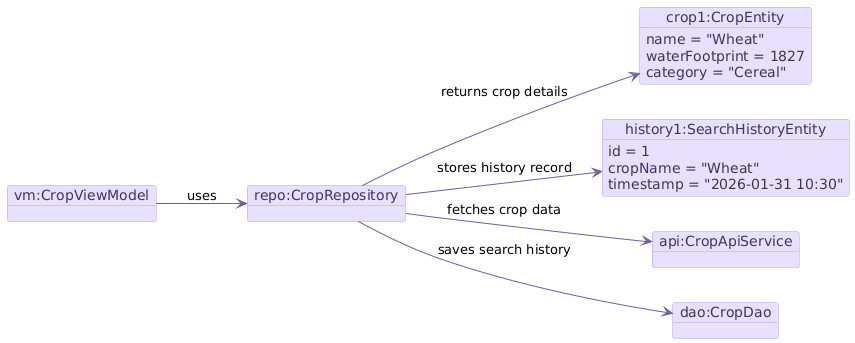 crop1:CropEntity
name = "Wheat"
waterFootprint = 1827
category = "Cereal"
returns crop details
history1:SearchHistoryEntity
id = 1
cropName = "Wheat"
timestamp = "2026-01-31 10:30"
stores history record
vm:CropViewModel
uses
repo:CropRepository
fetches crop data
api:CropApiService
saves search history
dao:CropDao